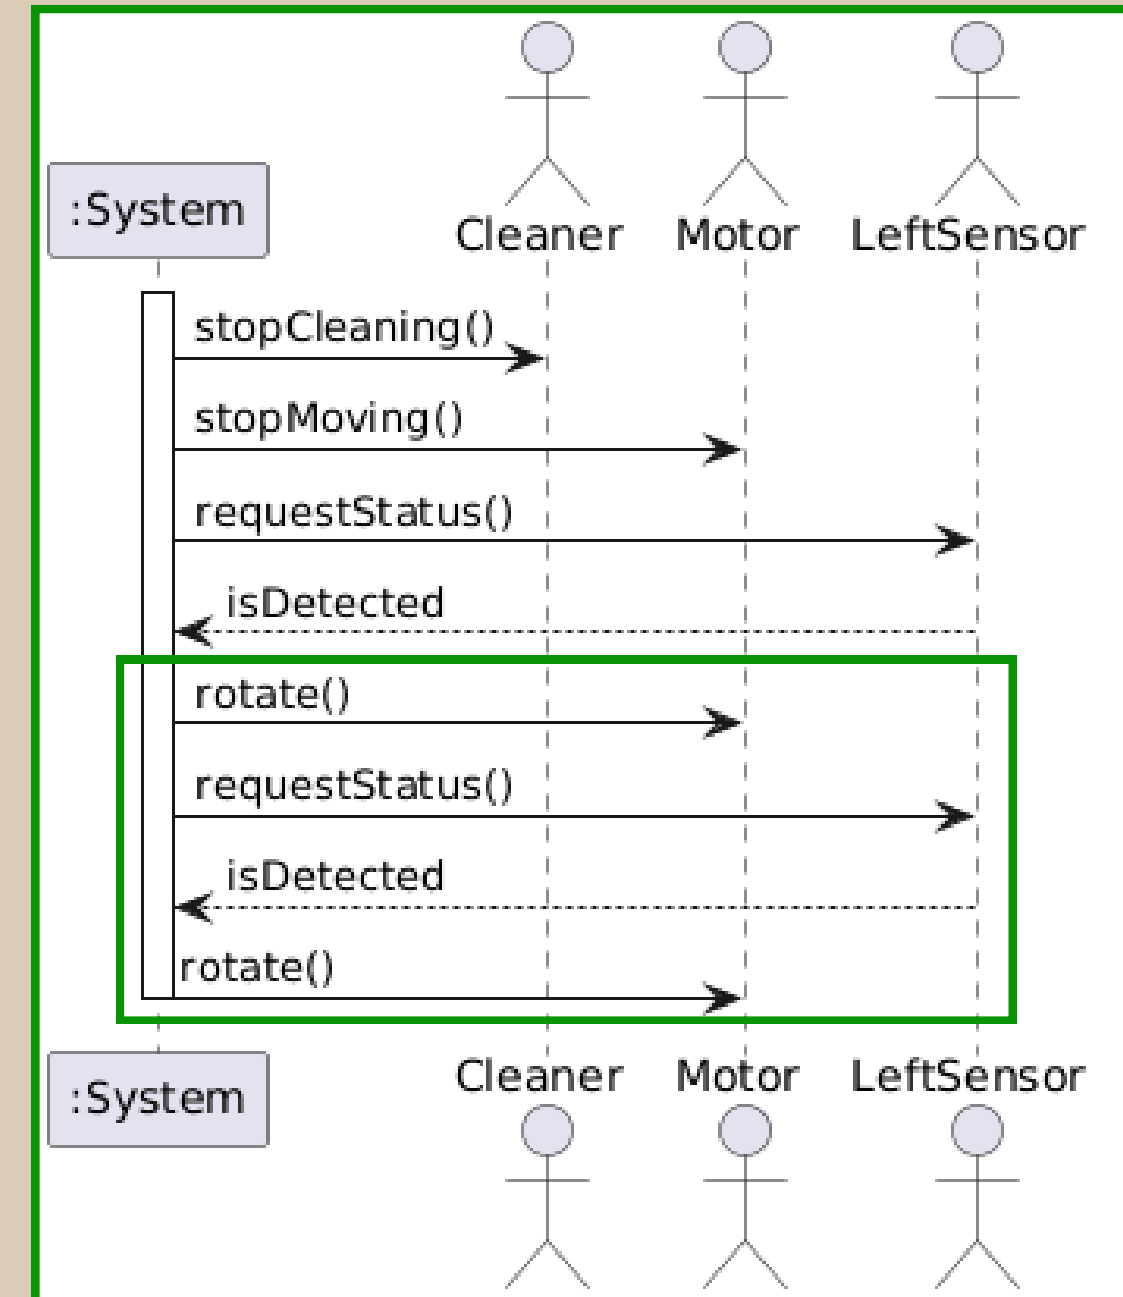 :System
Cleaner
Motor
LeftSensor
stopCleaning()
stopMoving()
requestStatus()
isDetected
rotate()
requestStatus()
isDetected
rotate()
:System
Cleaner
Motor
LeftSensor